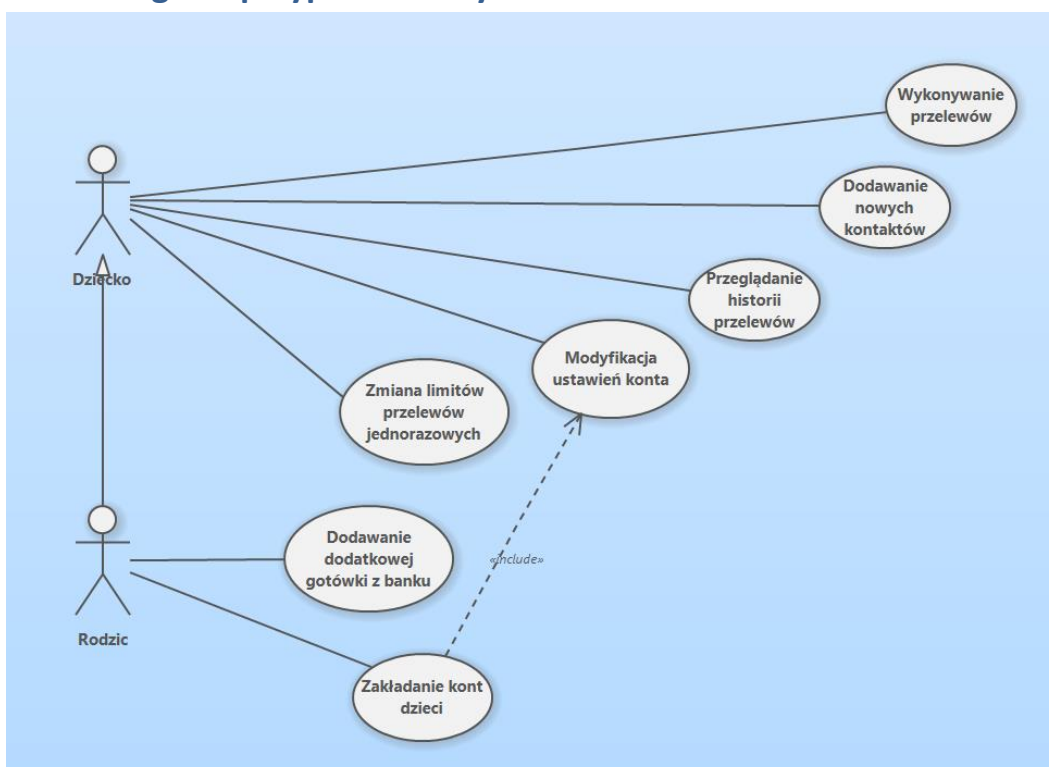 Wykonywanie
przelewów
Dodawanie
nowych
kontaktów
Dziecko
Przeglądanie
historii
przelewów
Modyfikacja
ustawień konta
Zmiana limitów
przelewów
jednorazowych
Dodawanie
dodatkowej
gotówki z banku
«include»
Rodzic
Zakładanie kont
dzieci